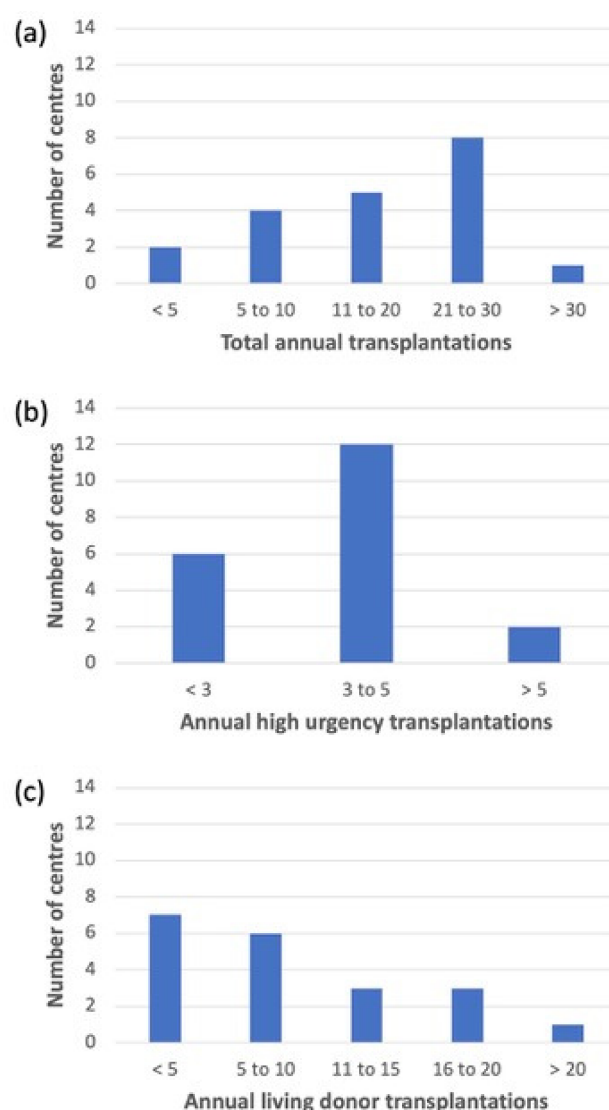 (a)
Number of centres
14
12
10
8
6
4
2
0
< 5 5 to 10 11 to 20 21 to 30 > 30
Total annual transplantations
(b)
Number of centres
14
12
10
8
6
4
2
0
< 3 3 to 5 > 5
Annual high urgency transplantations
(c)
Number of centres
14
12
10
8
6
4
2
0
< 5 5 to 10 11 to 15 16 to 20 > 20
Annual living donor transplantations